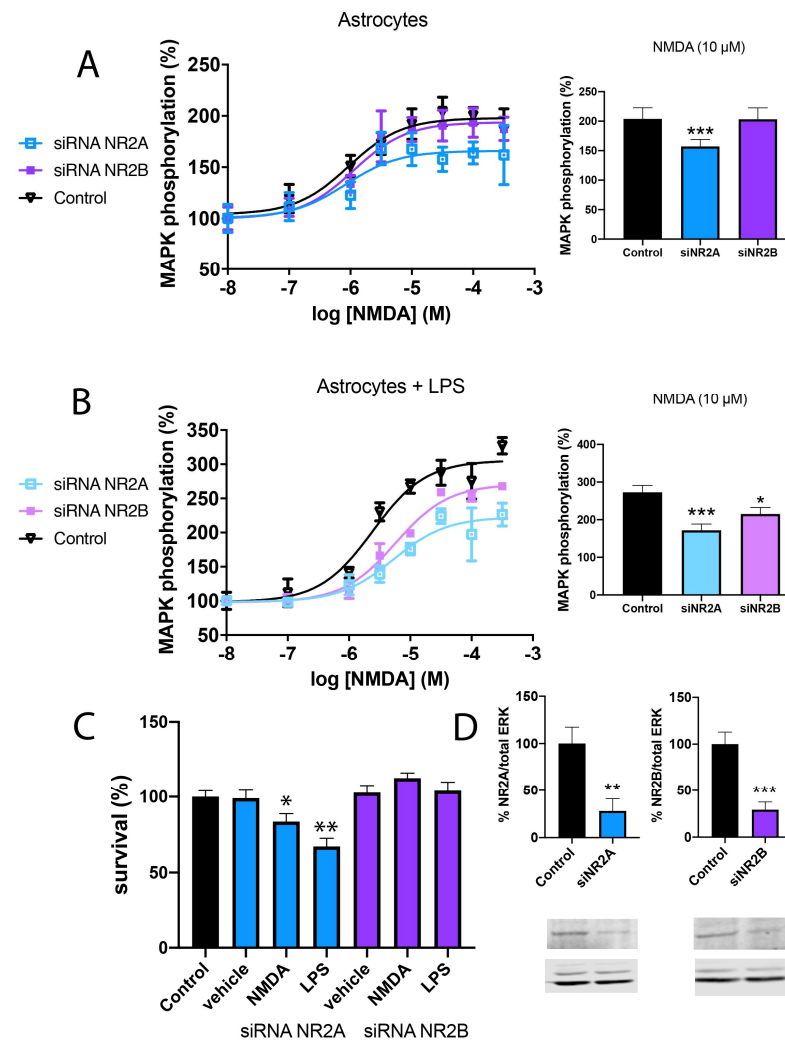 Astrocytes
A
siRNA NR2A
siRNA NR2B
Control
MAPK phosphorylation (%)
250
200
150
100
50
-8 -7 -6 -5 -4 -3
log [NMDA] (M)
NMDA (10 µM)
MAPK phosphorylation (%)
250
200
150
100
50
0
***
Control siNR2A siNR2B
B
Astrocytes + LPS
siRNA NR2A
siRNA NR2B
Control
MAPK phosphorylation (%)
350
300
250
200
150
100
50
-8 -7 -6 -5 -4 -3
log [NMDA] (M)
NMDA (10 µM)
MAPK phosphorylation (%)
400
300
200
100
0
*** *
Control siNR2A siNR2B
C
survival (%)
150
100
50
0
* **
Control vehicle NMDA LPS vehicle NMDA LPS
siRNA NR2A siRNA NR2B
D
% NR2A/total ERK
150
100
50
0
**
Control siNR2A
% NR2B/total ERK
150
100
50
0
***
Control siNR2B